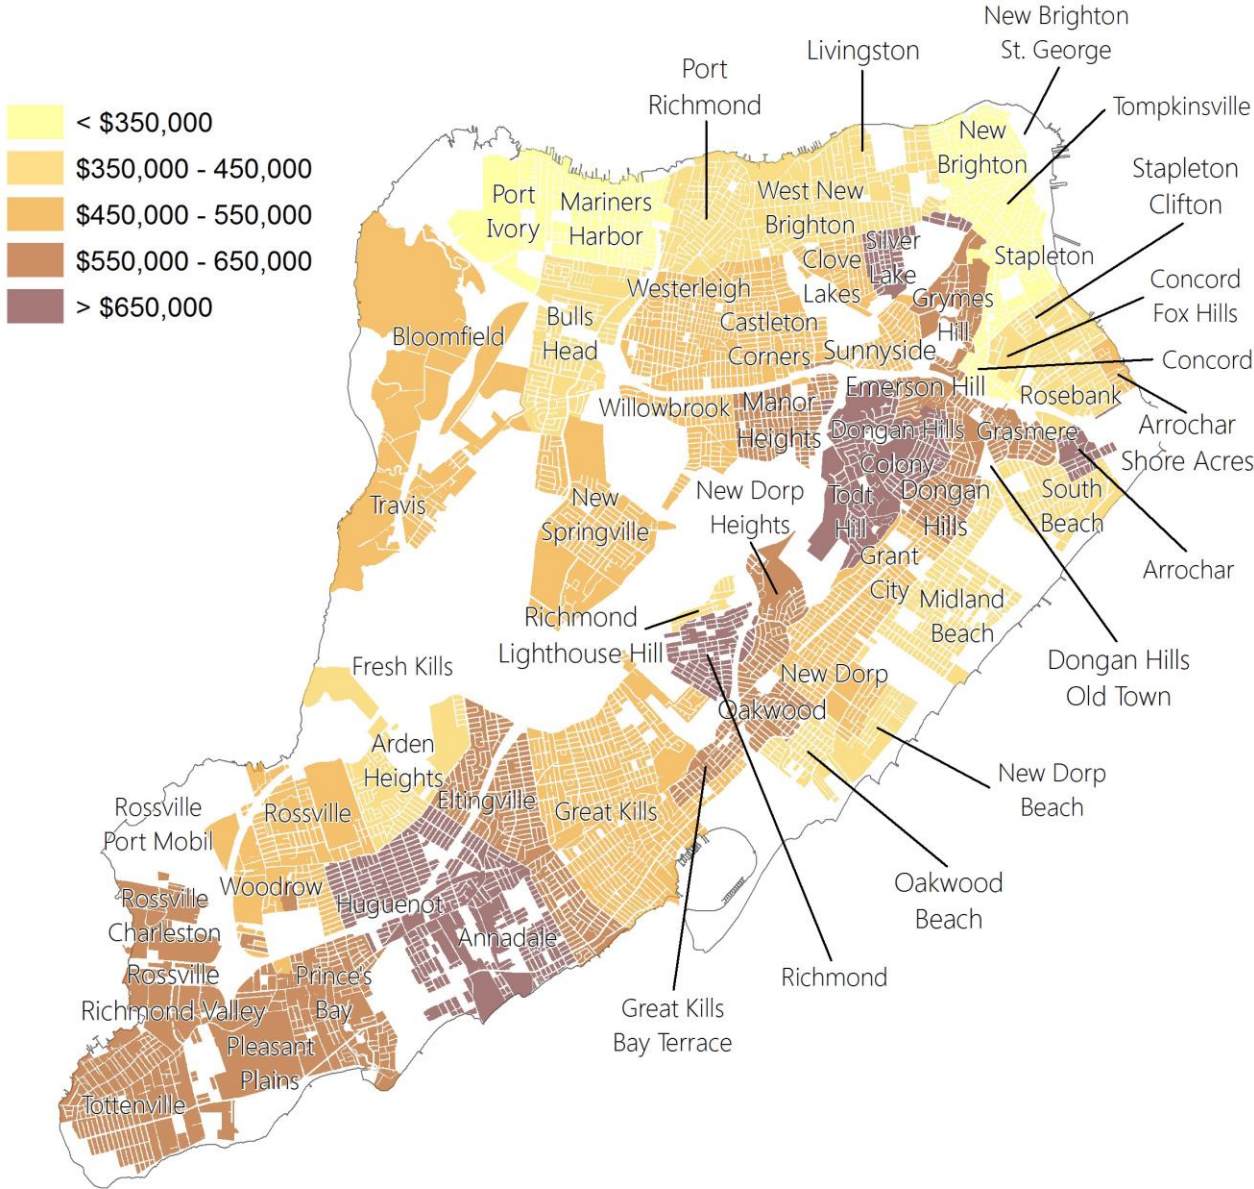 New Brighton
St. George
Livingston
Port
Richmond
Tompkinsville
< $350,000
$350,000 - 450,000
$450,000 - 550,000
$550,000 - 650,000
> $650,000
New
Brighton
Stapleton
Clifton
Port
Ivory
Mariners
Harbor
West New
Brighton
Silver
Lake
Clove
Lakes
Stapleton
Concord
Fox Hills
Westerleigh
Grymes
Hill
Bulls
Head
Bloomfield
Castleton
Corners
Sunnyside
Concord
Emerson Hill
Rosebank
Willowbrook
Manor
Heights
Dongan Hills
Colony
Grasmere
Arrochar
Shore Acres
Travis
New
Springville
New Dorp
Heights
Todt
Hill
Dongan
Hills
South
Beach
Arrochar
Grant
City
Midland
Beach
Richmond
Lighthouse Hill
Dongan Hills
Old Town
Fresh Kills
New Dorp
Oakwood
Arden
Heights
New Dorp
Beach
Rossville
Port Mobil
Rossville
Eltingville
Great Kills
Oakwood
Beach
Woodrow
Rossville
Charleston
Huguenot
Annadale
Richmond
Rossville
Richmond Valley
Prince's
Bay
Great Kills
Bay Terrace
Pleasant
Plains
Tottenville